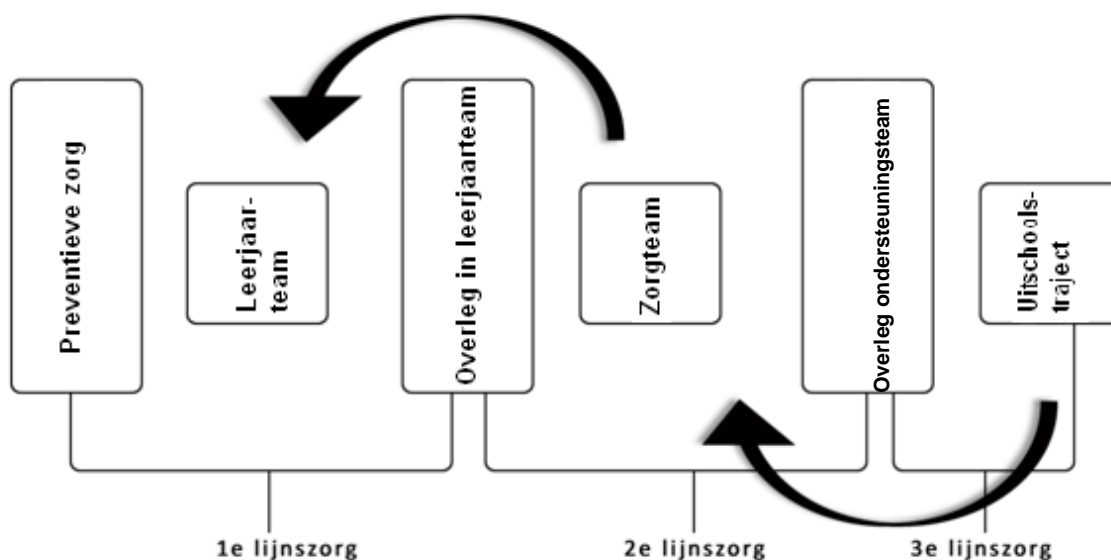 Preventieve zorg
Leerjaar-
team
Overleg in leerjaarteam
Zorgteam
Overleg ondersteuningsteam
Uitschools-
traject
1e lijnszorg
2e lijnszorg
3e lijnszorg